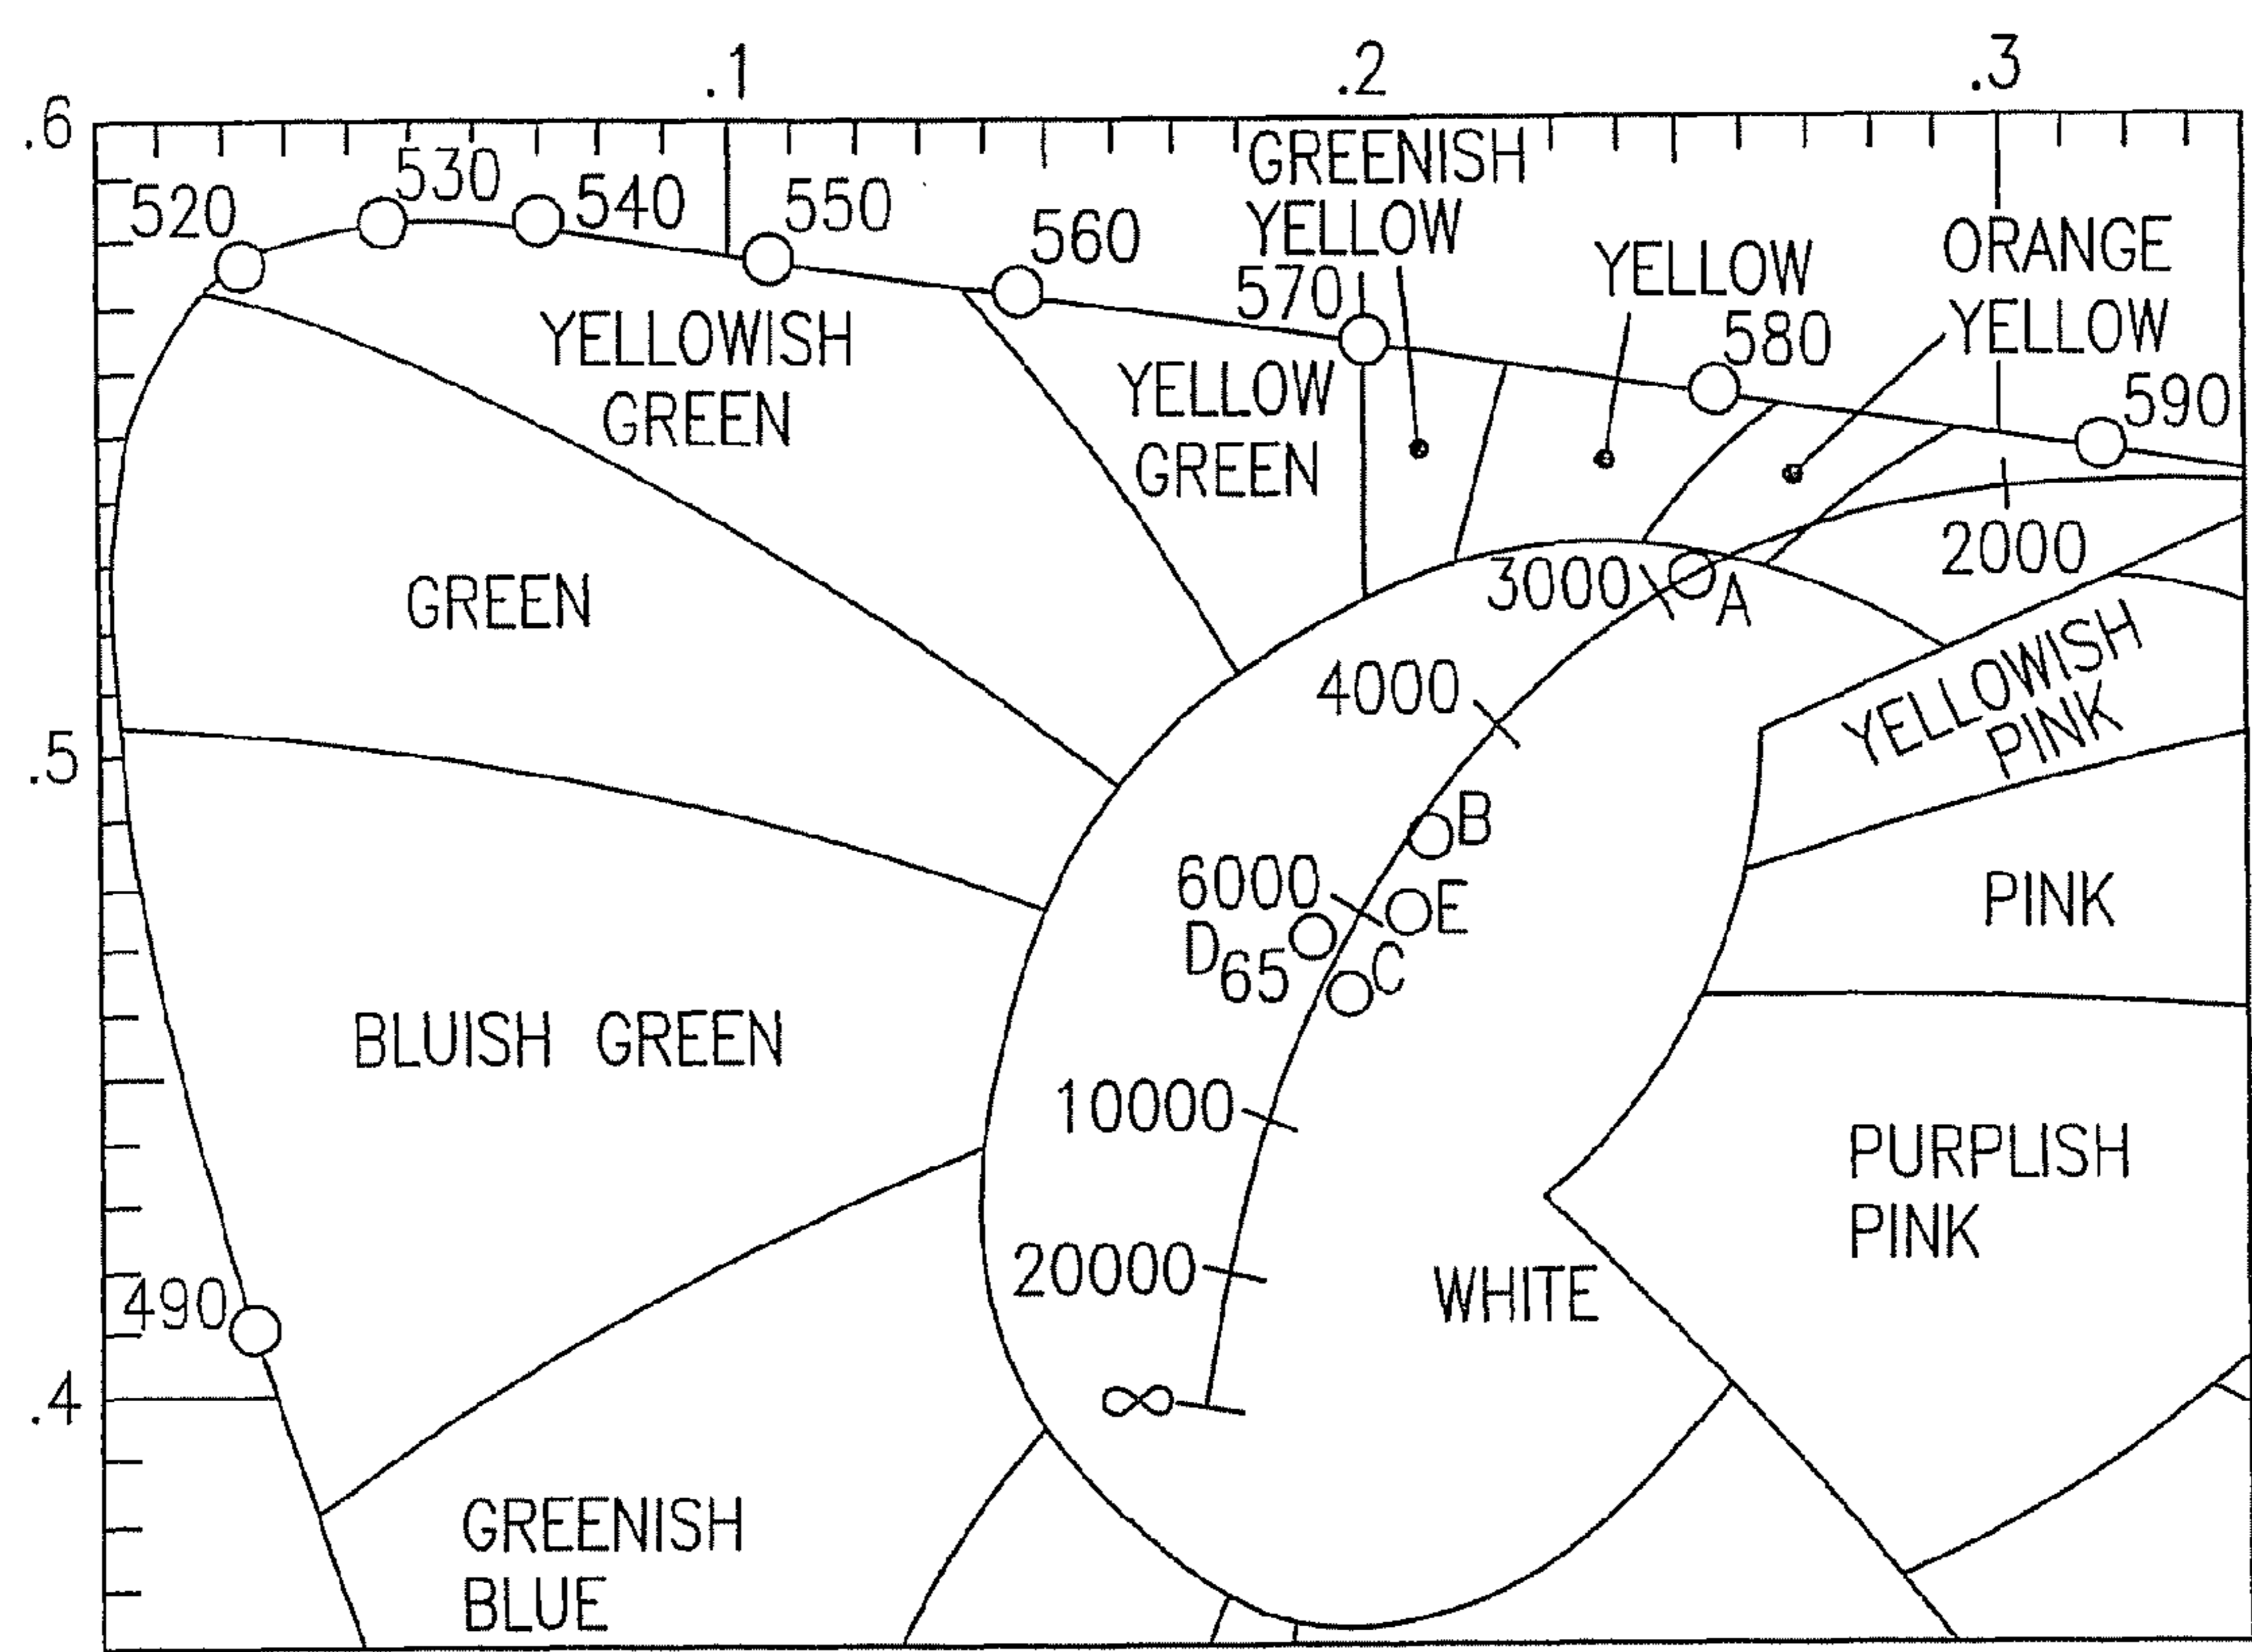 .1
.2
.3
.6
GREENISH
YELLOW
520
530
540
550
560
570
YELLOW
580
ORANGE
YELLOW
590
YELLOWISH
GREEN
YELLOW
GREEN
GREEN
3000
A
2000
YELLOWISH
PINK
4000
.5
B
6000
E
D65
C
PINK
BLUISH GREEN
10000
PURPLISH
PINK
20000
WHITE
490
.4
∞
GREENISH
BLUE